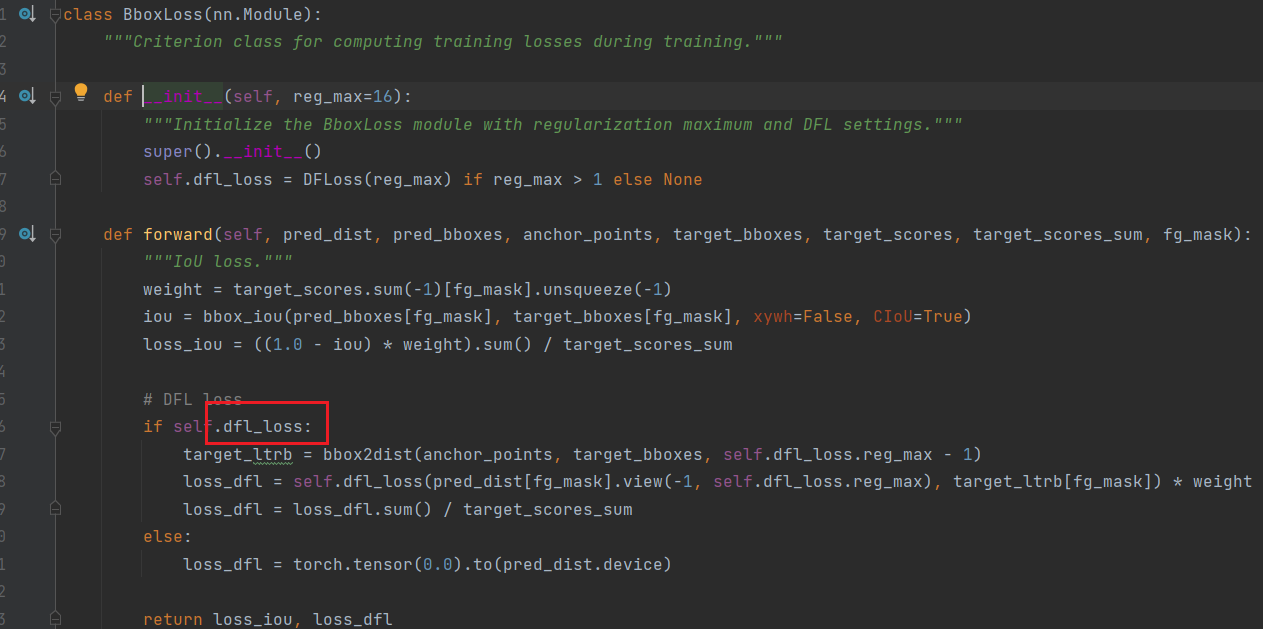 1 class BboxLoss(nn.Module):
2 """Criterion class for computing training losses during training."""
3
4 def __init__(self, reg_max=16):
5 """Initialize the BboxLoss module with regularization maximum and DFL settings."""
6 super().__init__()
7 self.dfl_loss = DFLoss(reg_max) if reg_max > 1 else None
8
9 def forward(self, pred_dist, pred_bboxes, anchor_points, target_bboxes, target_scores, target_scores_sum, fg_mask):
0 """IoU loss."""
1 weight = target_scores.sum(-1)[fg_mask].unsqueeze(-1)
2 iou = bbox_iou(pred_bboxes[fg_mask], target_bboxes[fg_mask], xywh=False, CIoU=True)
3 loss_iou = ((1.0 - iou) * weight).sum() / target_scores_sum
4
5 # DFL loss
6 if self.dfl_loss:
7 target_ltrb = bbox2dist(anchor_points, target_bboxes, self.dfl_loss.reg_max - 1)
8 loss_dfl = self.dfl_loss(pred_dist[fg_mask].view(-1, self.dfl_loss.reg_max), target_ltrb[fg_mask]) * weight
9 loss_dfl = loss_dfl.sum() / target_scores_sum
0 else:
1 loss_dfl = torch.tensor(0.0).to(pred_dist.device)
2
3 return loss_iou, loss_dfl